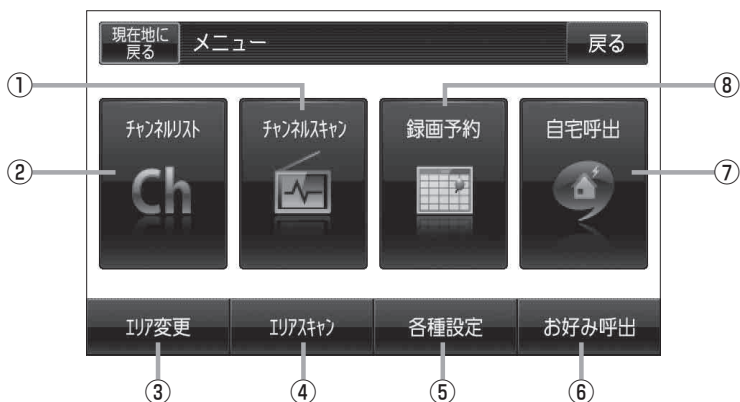 現在地に
戻る
メニュー
戻る
①
⑧
ﾁｬﾝﾈﾙﾘｽﾄ
ﾁｬﾝﾈﾙｽｷｬﾝ
録画予約
自宅呼出
②
⑦
Ch
ｴﾘｱ変更
ｴﾘｱｽｷｬﾝ
各種設定
お好み呼出
③
④
⑤
⑥